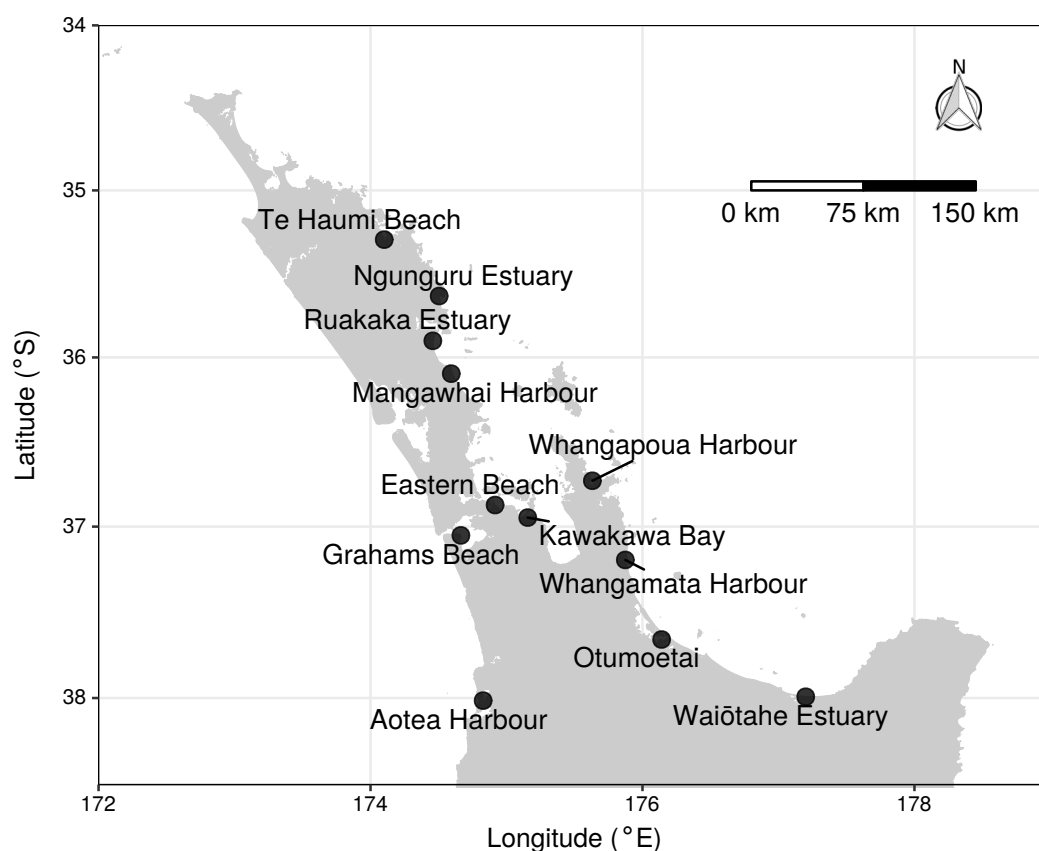 34
N
35
0 km 75 km 150 km
Te Haumi Beach
Ngunguru Estuary
Ruakaka Estuary
36
Mangawhai Harbour
Whangapoua Harbour
Eastern Beach
37
Kawakawa Bay
Grahams Beach
Whangamata Harbour
Otumoetai
38
Waiōtahe Estuary
Aotea Harbour
172 174 176 178
Longitude (°E)
Latitude (°S)